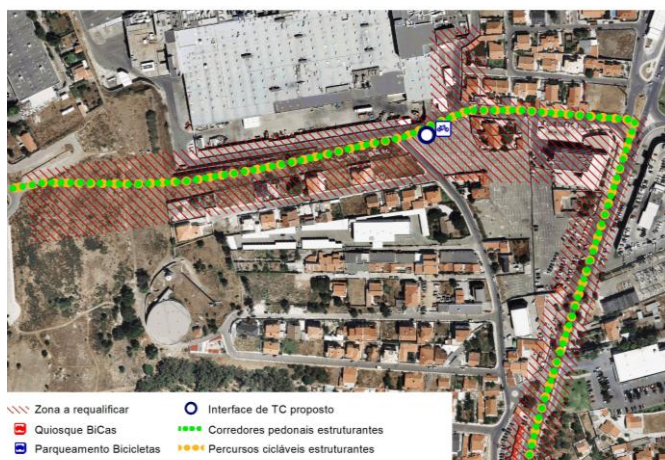 Zona a requalificar
Interface de TC proposto
Quiosque BiCas
Corredores pedonais estruturantes
Parqueamento Bicicletas
Percursos cicláveis estruturantes